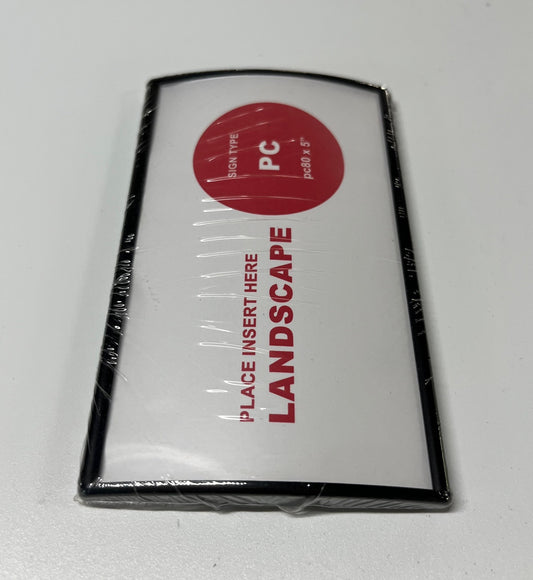 PLACE INSERT HERE
LANDSCAPE
SIGN TYPE
PC
pc80 x 5"